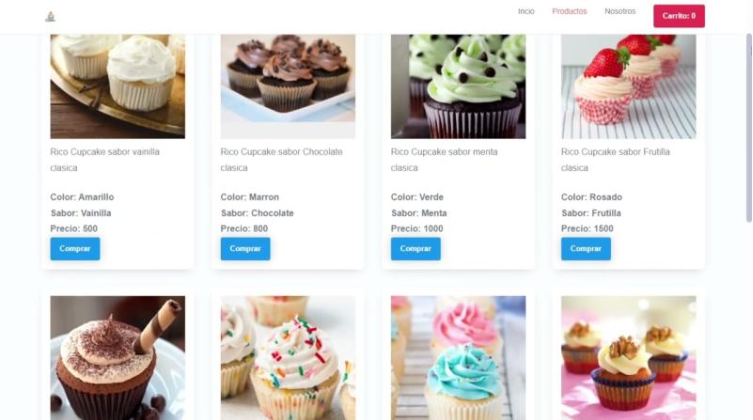 Incio
Productos
Nosotros
Carrito: 0
Rico Cupcake sabor vainilla
clasica
Color: Amarillo
Sabor: Vainilla
Precio: 500
Comprar
Rico Cupcake sabor Chocolate
clasica
Color: Marron
Sabor: Chocolate
Precio: 800
Comprar
Rico Cupcake sabor menta
clasica
Color: Verde
Sabor: Menta
Precio: 1000
Comprar
Rico Cupcake sabor Frutilla
clasica
Color: Rosado
Sabor: Frutilla
Precio: 1500
Comprar